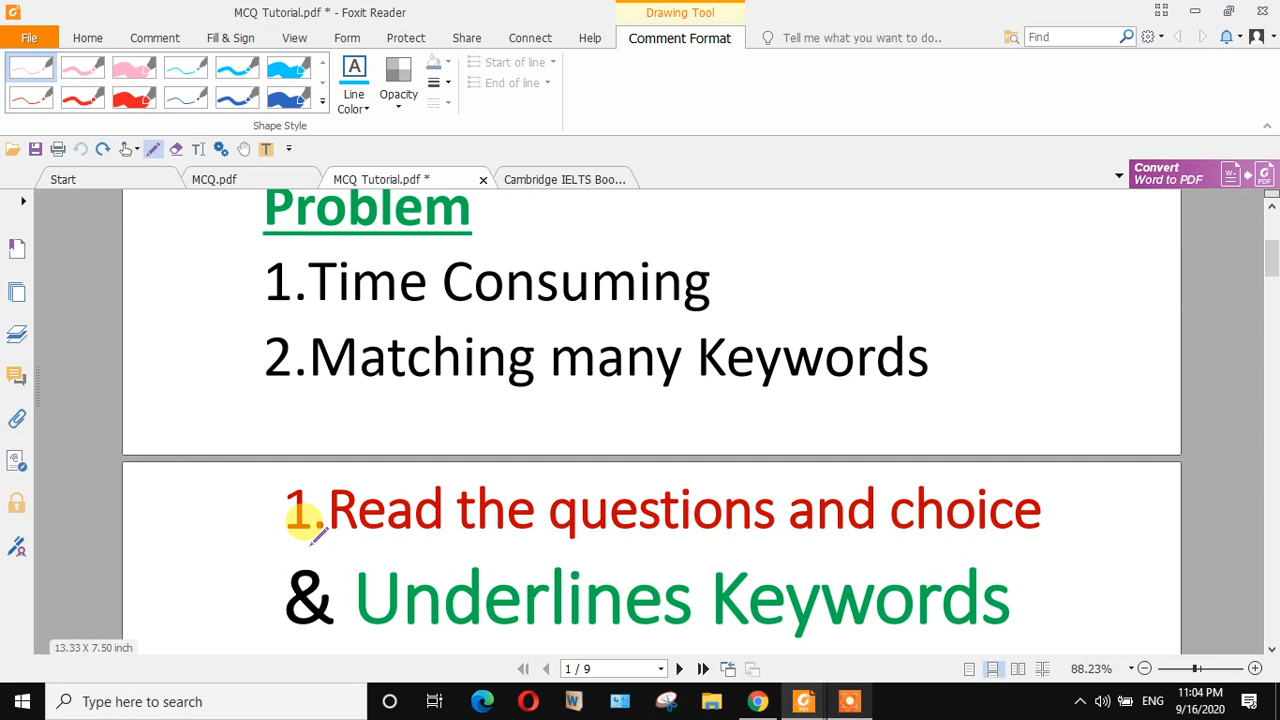 MCQ Tutorial.pdf * - Foxit Reader
Drawing Tool
File Home Comment Fill & Sign View Form Protect Share Connect Help Comment Format Tell me what you want to do.. Find
Line Color
Opacity
Start of line
End of line
Shape Style
Start MCQ.pdf MCQ Tutorial.pdf * Cambridge IELTS Boo...
Convert
Word to PDF
Problem
1.Time Consuming
2.Matching many Keywords
1.Read the questions and choice
& Underlines Keywords
13.33 X 7.50 inch
1 / 9
88.23%
Type here to search
ENG
11:04 PM
9/16/2020